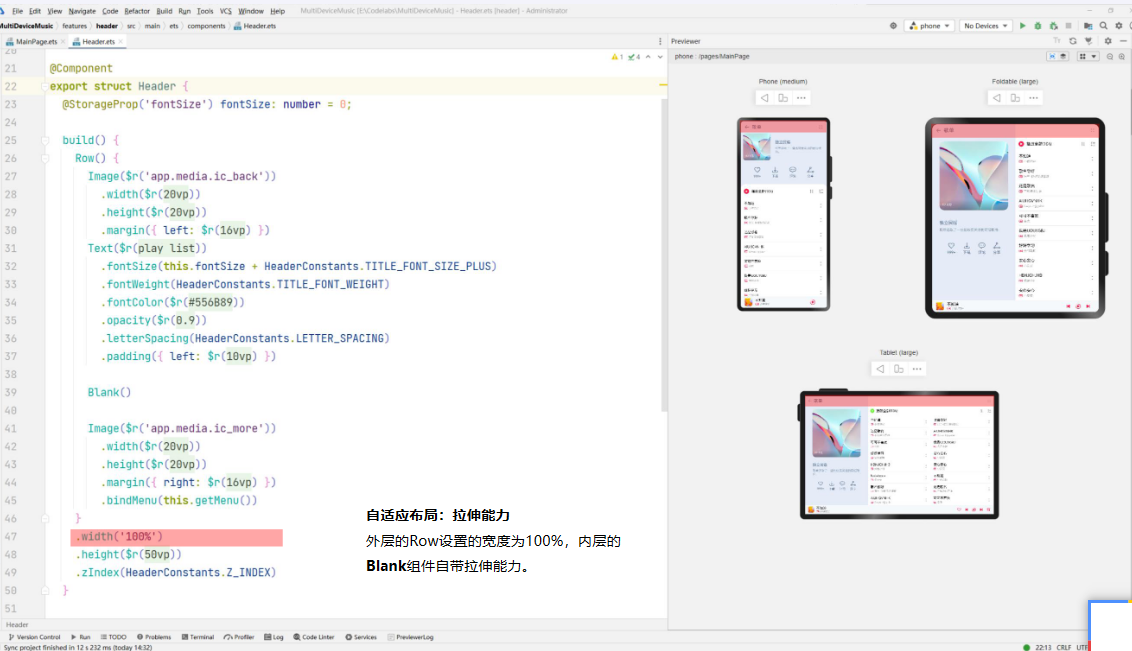 File Edit View Navigate Code Refactor Build Run Tools VCS Window Help MultiDeviceMusic [E:\Codelabs\MultiDeviceMusic] - Header.ets [header] - Administrator
MultiDeviceMusic features header src main ets components Header.ets phone No Devices
MainPage.ets Header.ets Previewer
phone : /pages/MainPage
1 4
20
21 @Component
22 export struct Header {
23 @StorageProp('fontSize') fontSize: number = 0;
24
25 build() {
26 Row() {
27 Image($r('app.media.ic_back'))
28 .width($r(20vp))
29 .height($r(20vp))
30 .margin({ left: $r(16vp) })
31 Text($r(play list))
32 .fontSize(this.fontSize + HeaderConstants.TITLE_FONT_SIZE_PLUS)
33 .fontWeight(HeaderConstants.TITLE_FONT_WEIGHT)
34 .fontColor($r(#556B89))
35 .opacity($r(0.9))
36 .letterSpacing(HeaderConstants.LETTER_SPACING)
37 .padding({ left: $r(10vp) })
38
39 Blank()
40
41 Image($r('app.media.ic_more'))
42 .width($r(20vp))
43 .height($r(20vp))
44 .margin({ right: $r(16vp) })
45 .bindMenu(this.getMenu())
46 }
47 .width('100%')
48 .height($r(50vp))
49 .zIndex(HeaderConstants.Z_INDEX)
50 }
51
自适应布局：拉伸能力
外层的Row设置的宽度为100%，内层的
Blank组件自带拉伸能力。
Phone (medium)
Foldable (large)
Tablet (large)
Header
Version Control Run TODO Problems Terminal Profiler Log Code Linter Services PreviewerLog
Sync project finished in 12 s 232 ms (today 14:32) 22:13 CRLF UTF